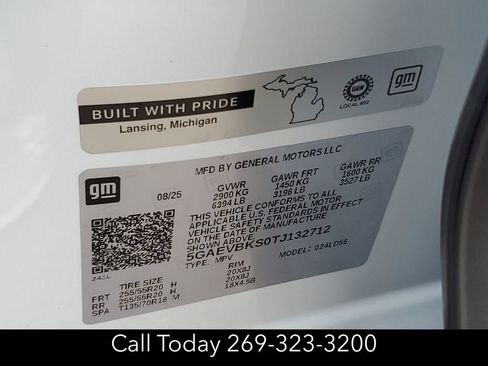 BUILT WITH PRIDE
Lansing, Michigan
UAW
LOCAL 602
gm
gm
08/25
MFD BY GENERAL MOTORS LLC
GVWR GAWR FRT GAWR RR
2900 KG 1450 KG 1600 KG
6394 LB 3196 LB 3527 LB
THIS VEHICLE CONFORMS TO ALL APPLICABLE U.S. FEDERAL MOTOR
VEHICLE SAFETY STANDARDS IN EFFECT ON THE DATE OF
MANUFACTURE SHOWN ABOVE.
5GAEVBKS0TJ132712
TYPE: MPV MODEL: 024LD56
241L
TIRE SIZE RIM
FRT 255/55R20 H 20X8J
RR 255/55R20 H 20X8J
SPA T135/70R18 M 18X4.5B
Call Today 269-323-3200